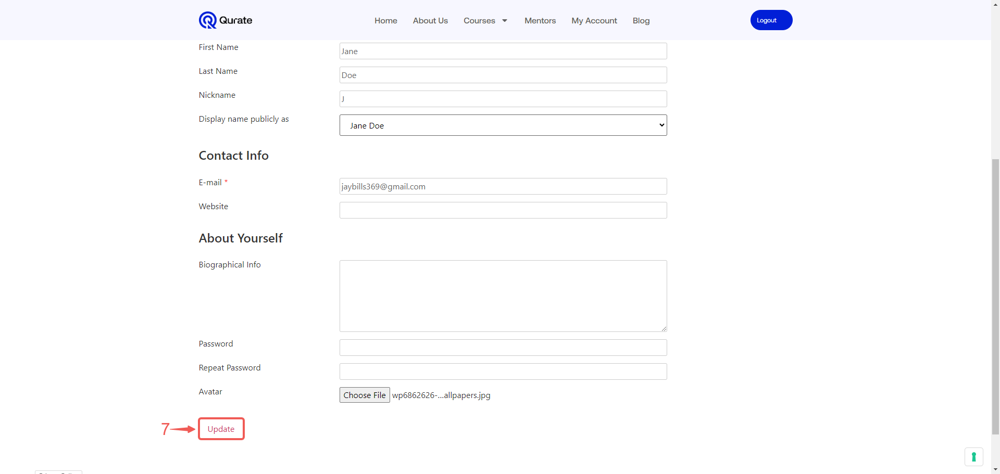 Qurate
Home About Us Courses Mentors My Account Blog
Logout
First Name Jane
Last Name Doe
Nickname J
Display name publicly as Jane Doe
Contact Info
E-mail * jaybills369@gmail.com
Website
About Yourself
Biographical Info
Password
Repeat Password
Avatar Choose File wp6862626-...allpapers.jpg
7 Update